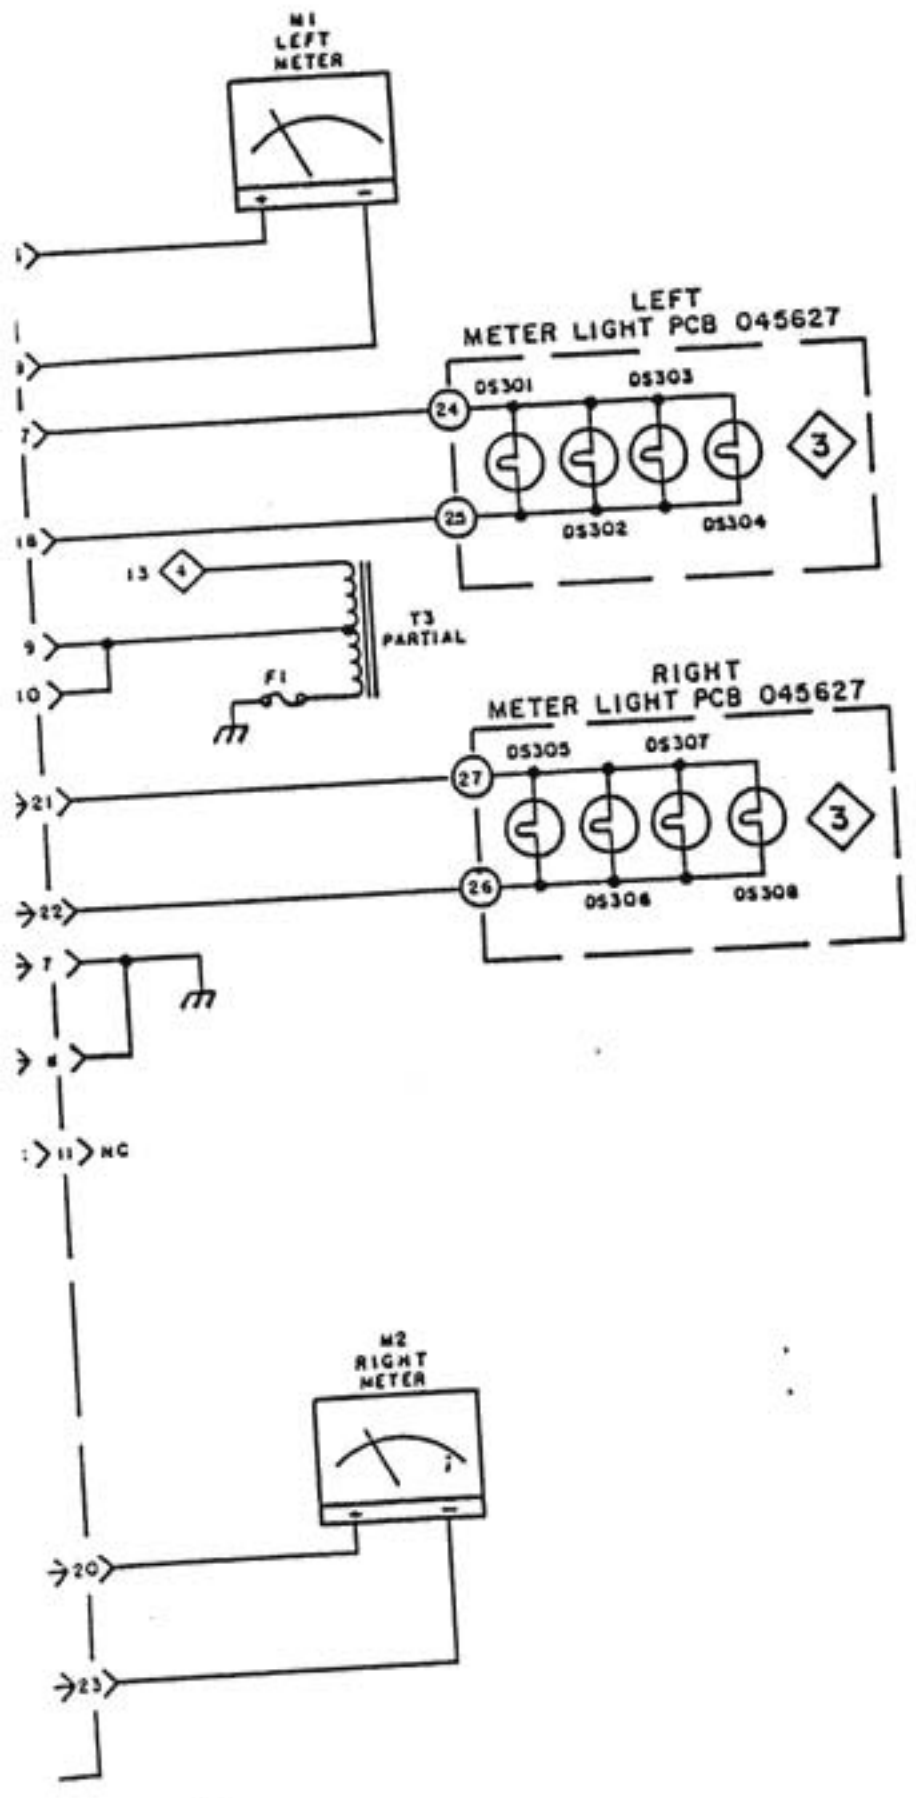 M1
LEFT
METER
+ −
LEFT
METER LIGHT PCB 045627
DS301
DS303
24
3
25
18
DS302
DS304
13
4
T3
PARTIAL
9
10
F1
RIGHT
METER LIGHT PCB 045627
DS305
DS307
27
21
3
26
22
DS306
DS308
7
8
11 NC
M2
RIGHT
METER
+ −
20
23